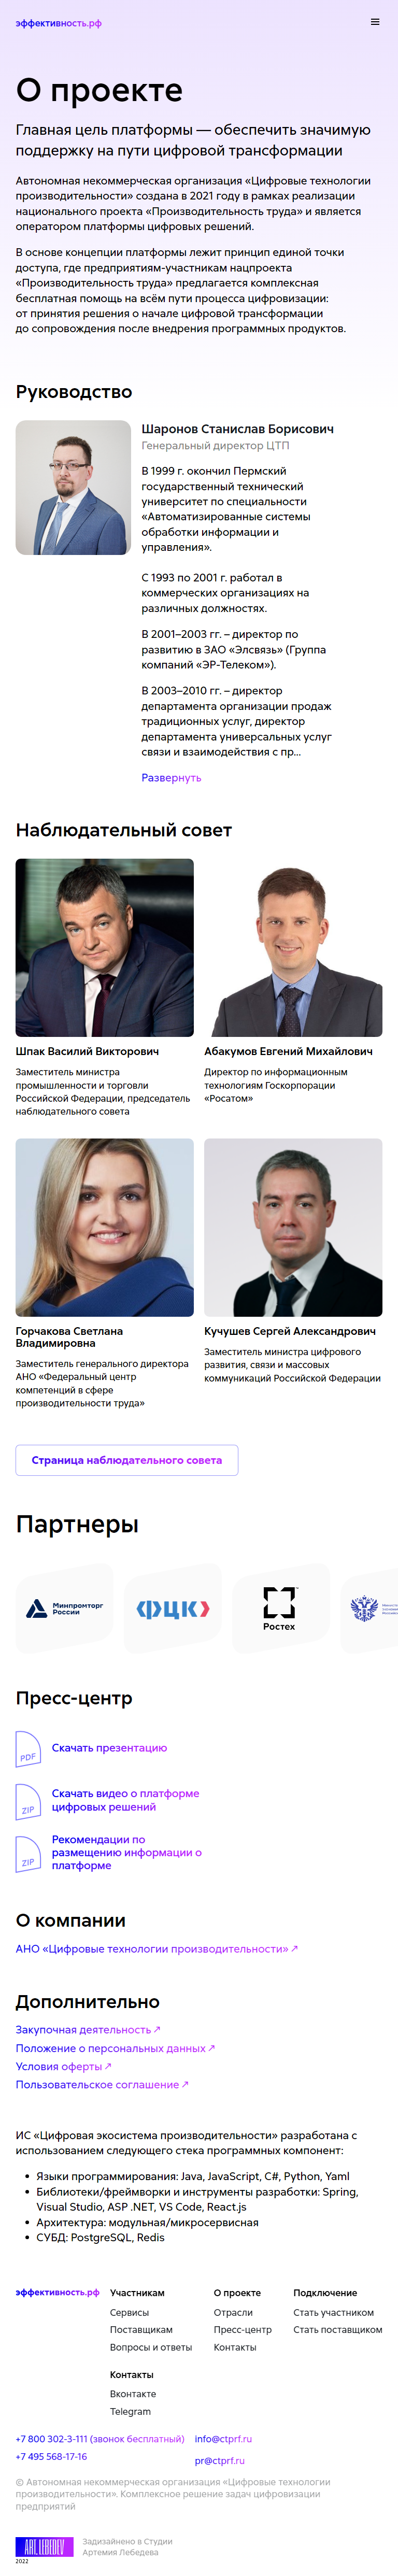 эффективность.рф
О проекте
Главная цель платформы — обеспечить значимую
поддержку на пути цифровой трансформации
Автономная некоммерческая организация «Цифровые технологии
производительности» создана в 2021 году в рамках реализации
национального проекта «Производительность труда» и является
оператором платформы цифровых решений.
В основе концепции платформы лежит принцип единой точки
доступа, где предприятиям-участникам нацпроекта
«Производительность труда» предлагается комплексная
бесплатная помощь на всём пути процесса цифровизации:
от принятия решения о начале цифровой трансформации
до сопровождения после внедрения программных продуктов.
Руководство
Шаронов Станислав Борисович
Генеральный директор ЦТП
В 1999 г. окончил Пермский
государственный технический
университет по специальности
«Автоматизированные системы
обработки информации и
управления».
С 1993 по 2001 г. работал в
коммерческих организациях на
различных должностях.
В 2001–2003 гг. – директор по
развитию в ЗАО «Элсвязь» (Группа
компаний «ЭР-Телеком»).
В 2003–2010 гг. – директор
департамента организации продаж
традиционных услуг, директор
департамента универсальных услуг
связи и взаимодействия с пр...
Развернуть
Наблюдательный совет
Шпак Василий Викторович
Заместитель министра
промышленности и торговли
Российской Федерации, председатель
наблюдательного совета
Абакумов Евгений Михайлович
Директор по информационным
технологиям Госкорпорации
«Росатом»
Горчакова Светлана
Владимировна
Заместитель генерального директора
АНО «Федеральный центр
компетенций в сфере
производительности труда»
Кучушев Сергей Александрович
Заместитель министра цифрового
развития, связи и массовых
коммуникаций Российской Федерации
Страница наблюдательного совета
Партнеры
Минпромторг
России
ФЦК
Ростех
Пресс-центр
PDF
Скачать презентацию
ZIP
Скачать видео о платформе
цифровых решений
ZIP
Рекомендации по
размещению информации о
платформе
О компании
АНО «Цифровые технологии производительности» ↗
Дополнительно
Закупочная деятельность ↗
Положение о персональных данных ↗
Условия оферты ↗
Пользовательское соглашение ↗
ИС «Цифровая экосистема производительности» разработана с
использованием следующего стека программных компонент:
• Языки программирования: Java, JavaScript, C#, Python, Yaml
• Библиотеки/фреймворки и инструменты разработки: Spring,
Visual Studio, ASP .NET, VS Code, React.js
• Архитектура: модульная/микросервисная
• СУБД: PostgreSQL, Redis
эффективность.рф
Участникам
Сервисы
Поставщикам
Вопросы и ответы
О проекте
Отрасли
Пресс-центр
Контакты
Подключение
Стать участником
Стать поставщиком
Контакты
Вконтакте
Telegram
+7 800 302-3-111 (звонок бесплатный)
+7 495 568-17-16
info@ctprf.ru
pr@ctprf.ru
© Автономная некоммерческая организация «Цифровые технологии
производительности». Комплексное решение задач цифровизации
предприятий
ART. LEBEDEV
2022
Задизайнено в Студии
Артемия Лебедева